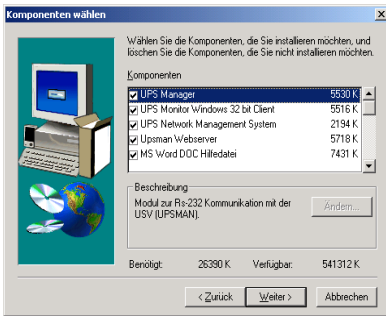 Komponenten wählen
Wählen Sie die Komponenten, die Sie installieren möchten, und
löschen Sie die Komponenten, die Sie nicht installieren möchten.
Komponenten
UPS Manager 5530 K
UPS Monitor Windows 32 bit Client 5516 K
UPS Network Management System 2194 K
Upsman Webserver 5718 K
MS Word DOC Hilfedatei 7431 K
Beschreibung
Modul zur Rs-232 Kommunikation mit der
USV (UPSMAN).
Ändern...
Benötigt: 26390 K Verfügbar: 541312 K
< Zurück Weiter > Abbrechen